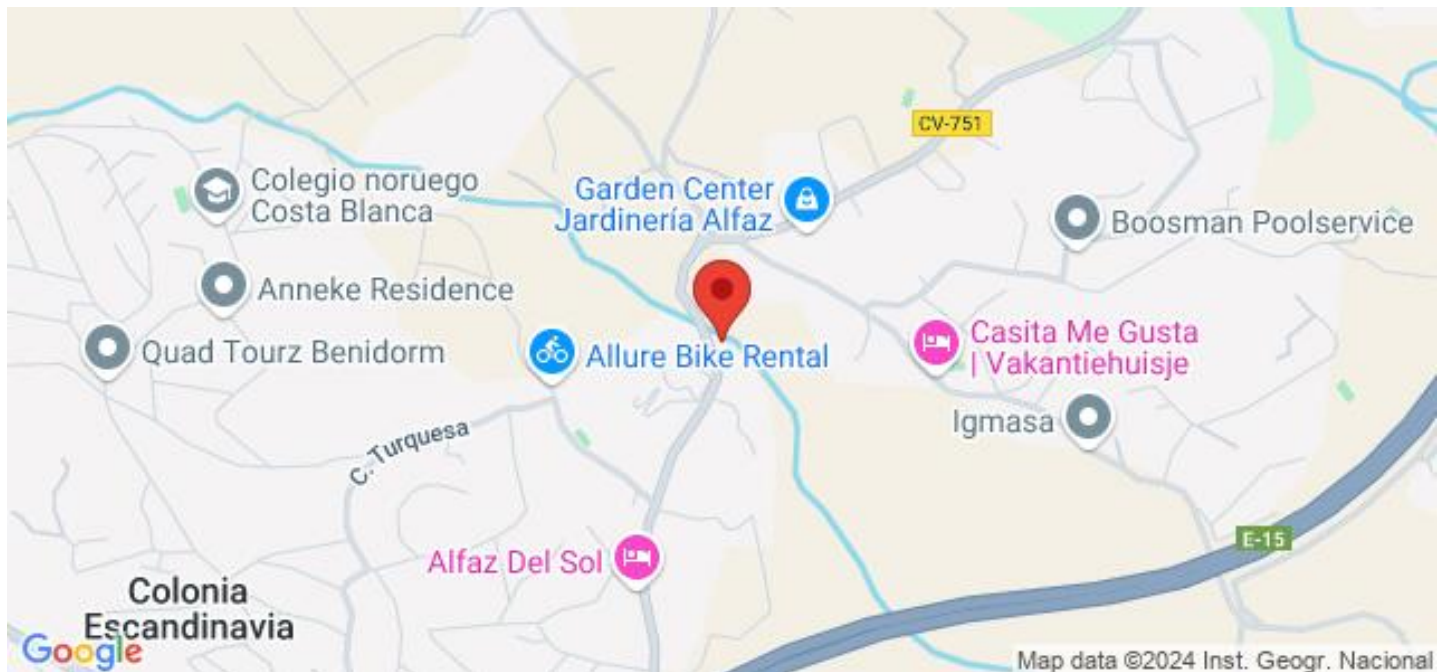 CV-751
Colegio noruego
Costa Blanca
Garden Center
Jardinería Alfaz
Boosman Poolservice
Anneke Residence
Quad Tourz Benidorm
Allure Bike Rental
Casita Me Gusta
| Vakantiehuisje
Igmasa
C. Turquesa
E-15
Alfaz Del Sol
Colonia
Escandinavia
Google
Map data ©2024 Inst. Geogr. Nacional